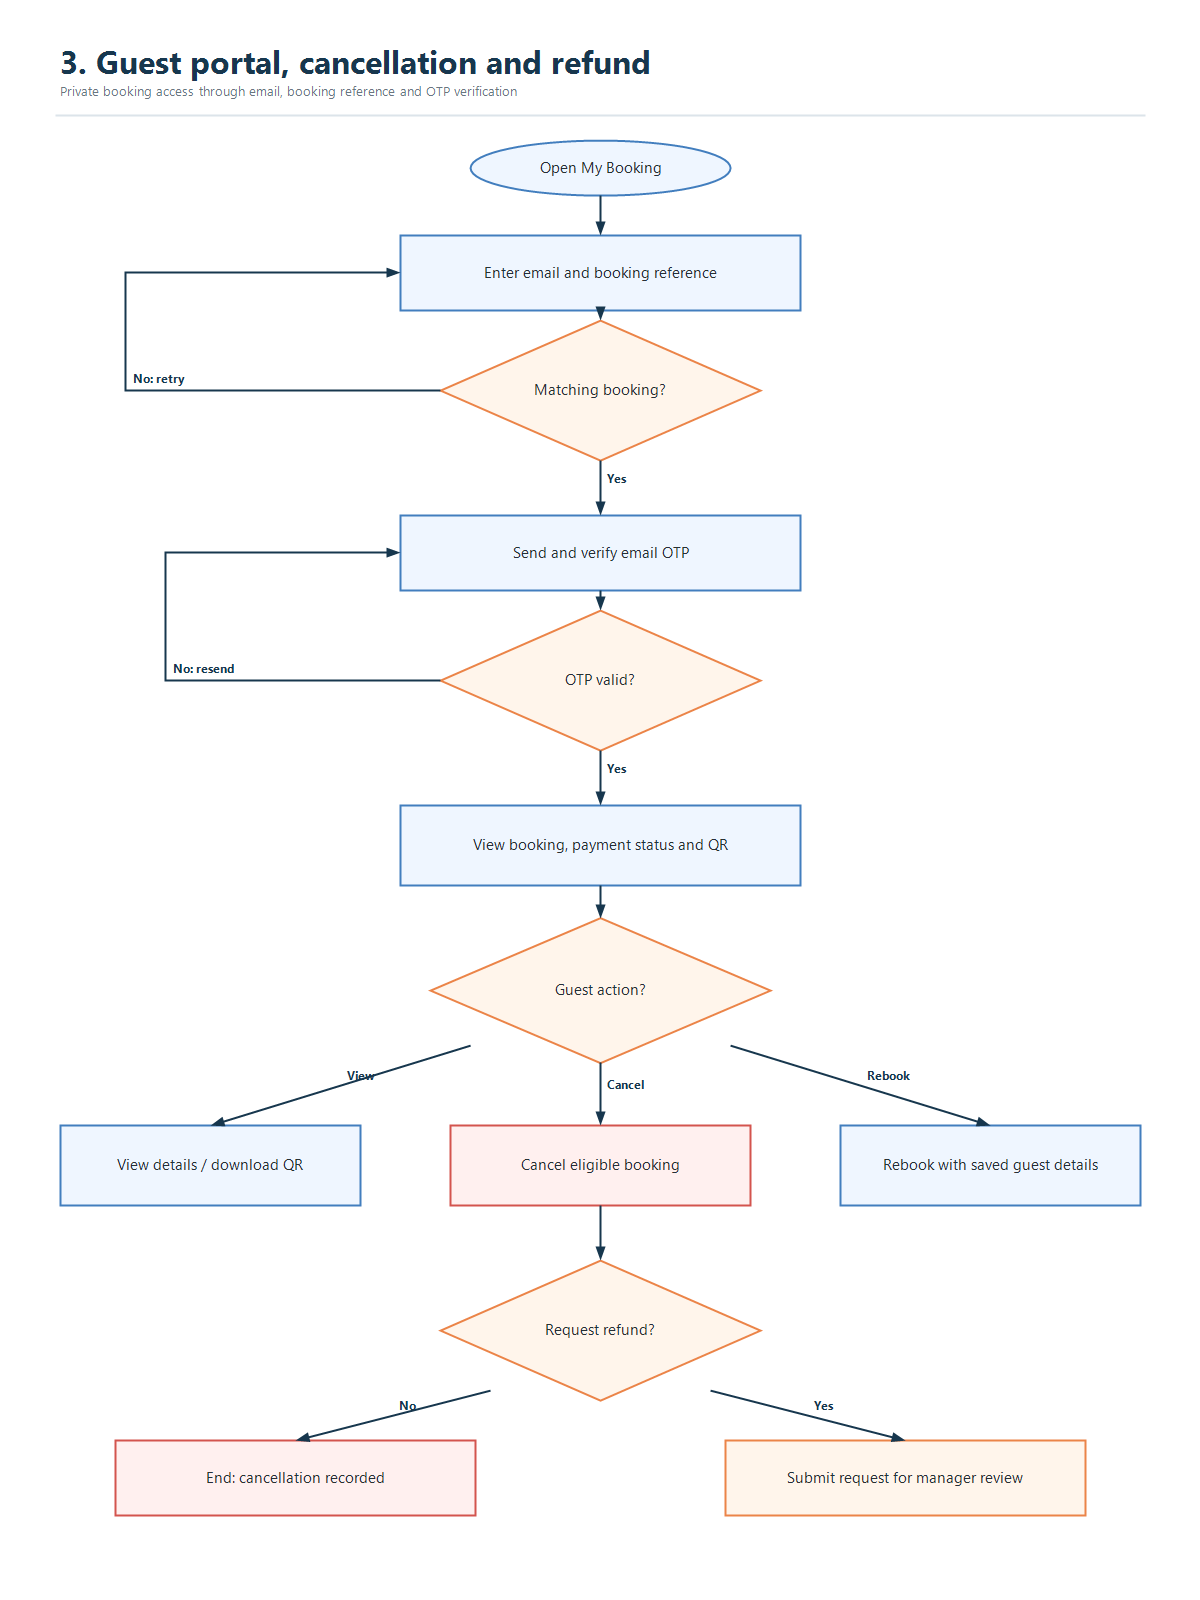 3. Guest portal, cancellation and refund
Private booking access through email, booking reference and OTP verification
Open My Booking
Enter email and booking reference
No: retry
Matching booking?
Yes
Send and verify email OTP
No: resend
OTP valid?
Yes
View booking, payment status and QR
Guest action?
View
Cancel
Rebook
View details / download QR
Cancel eligible booking
Rebook with saved guest details
Request refund?
No
Yes
End: cancellation recorded
Submit request for manager review